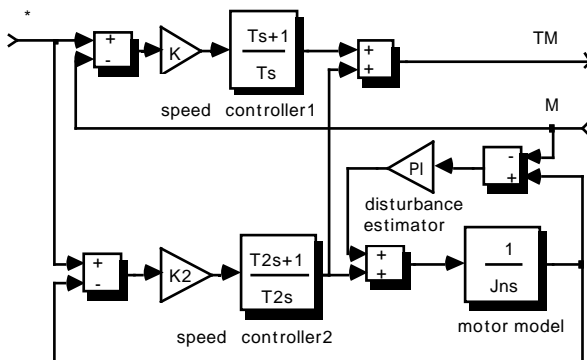 *
+
-
K
Ts+1
Ts
+
+
TM
speed controller1
M
PI
-
+
disturbance
estimator
+
-
K2
T2s+1
T2s
+
+
1
Jns
speed controller2
motor model